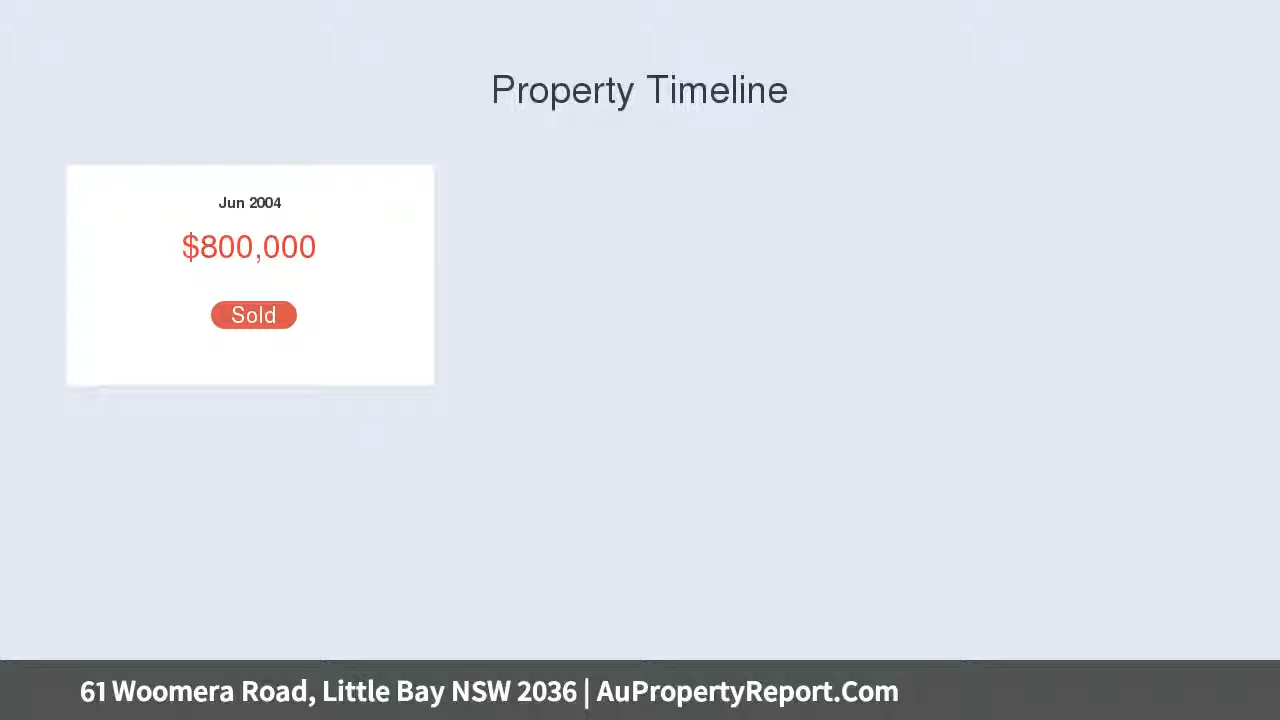 Property Timeline
Jun 2004
$800,000
Sold
61 Woomera Road, Little Bay NSW 2036 | AuPropertyReport.Com